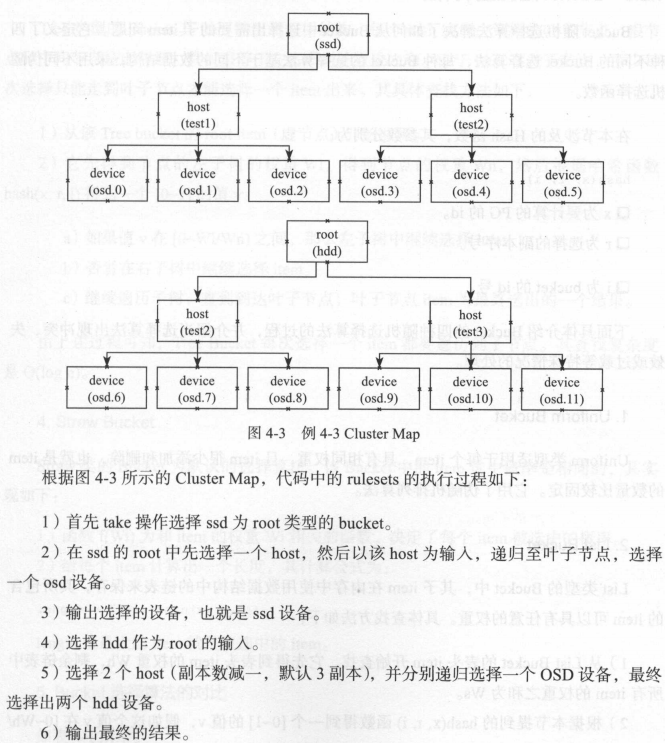 root
(ssd)
host
(test1)
host
(test2)
device
(osd.0)
device
(osd.1)
device
(osd.2)
device
(osd.3)
device
(osd.4)
device
(osd.5)
root
(hdd)
host
(test2)
host
(test3)
device
(osd.6)
device
(osd.7)
device
(osd.8)
device
(osd.9)
device
(osd.10)
device
(osd.11)
图 4-3 例 4-3 Cluster Map
根据图 4-3 所示的 Cluster Map，代码中的 rulesets 的执行过程如下：
1）首先 take 操作选择 ssd 为 root 类型的 bucket。
2）在 ssd 的 root 中先选择一个 host，然后以该 host 为输入，递归至叶子节点，选择
一个 osd 设备。
3）输出选择的设备，也就是 ssd 设备。
4）选择 hdd 作为 root 的输入。
5）选择 2 个 host（副本数减一，默认 3 副本），并分别递归选择一个 OSD 设备，最终
选择出两个 hdd 设备。
6）输出最终的结果。